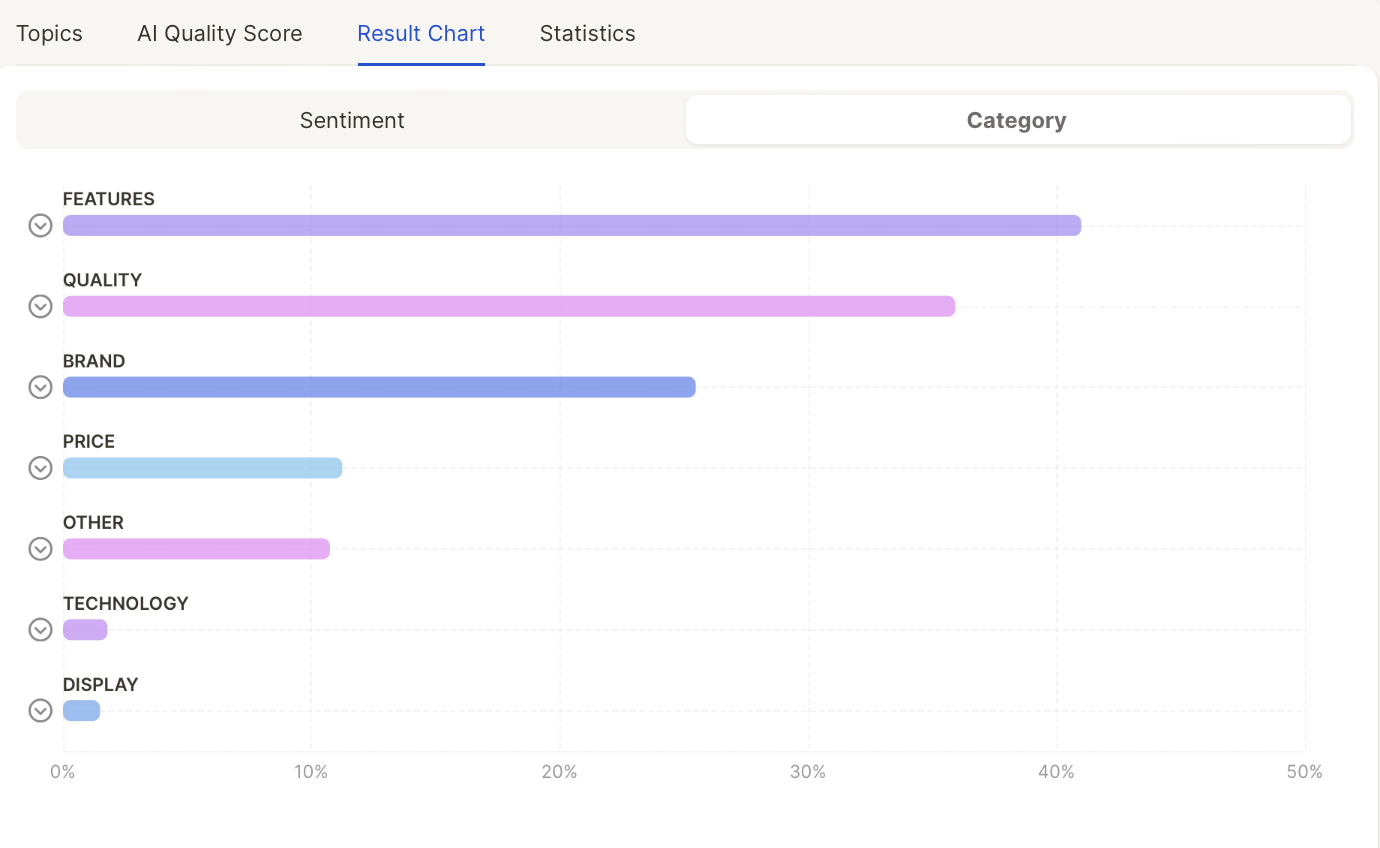 Topics AI Quality Score Result Chart Statistics
Sentiment Category
FEATURES
QUALITY
BRAND
PRICE
OTHER
TECHNOLOGY
DISPLAY
0% 10% 20% 30% 40% 50%